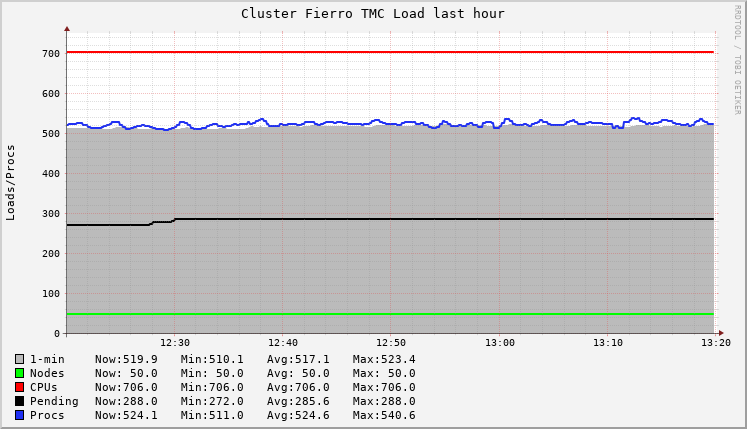 Cluster Fierro TMC Load last hour
RRDTOOL / TOBI OETIKER
Loads/Procs
700
600
500
400
300
200
100
0
12:30 12:40 12:50 13:00 13:10 13:20
1-min Now:519.9 Min:510.1 Avg:517.1 Max:523.4
Nodes Now: 50.0 Min: 50.0 Avg: 50.0 Max: 50.0
CPUs Now:706.0 Min:706.0 Avg:706.0 Max:706.0
Pending Now:288.0 Min:272.0 Avg:285.6 Max:288.0
Procs Now:524.1 Min:511.0 Avg:524.6 Max:540.6